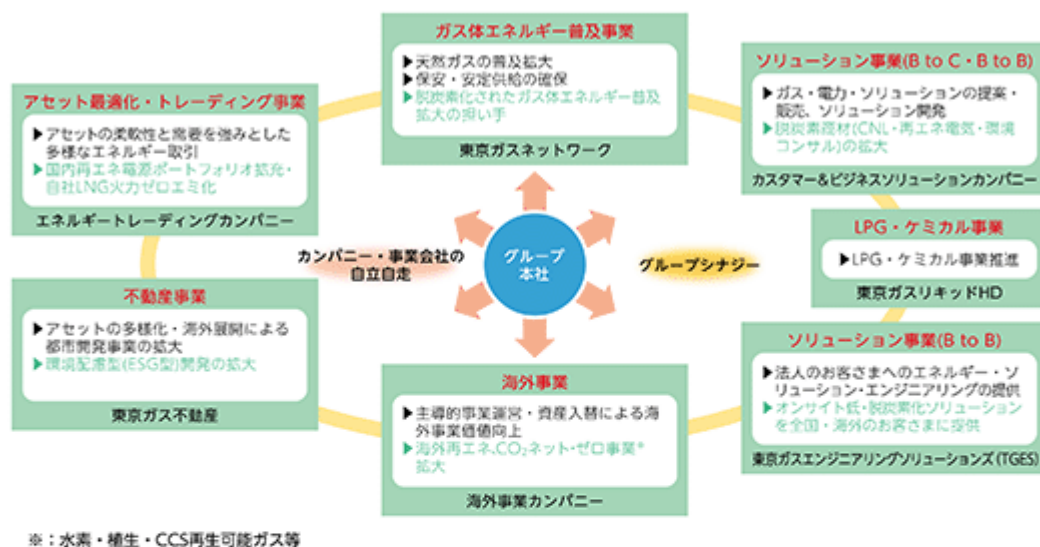 ガス体エネルギー普及事業
▶天然ガスの普及拡大
▶保安・安定供給の確保
▶脱炭素化されたガス体エネルギー普及
拡大の担い手
東京ガスネットワーク
ソリューション事業(B to C・B to B)
▶ガス・電力・ソリューションの提案・
販売、ソリューション開発
▶脱炭素商材(CNL・再エネ電気・環境
コンサル)の拡大
カスタマー&ビジネスソリューションカンパニー
アセット最適化・トレーディング事業
▶アセットの柔軟性と需要を強みとした
多様なエネルギー取引
▶国内再エネ電源ポートフォリオ拡充・
自社LNG火力ゼロエミ化
エネルギートレーディングカンパニー
カンパニー・事業会社の
自立自走
グループ
本社
グループシナジー
LPG・ケミカル事業
▶LPG・ケミカル事業推進
東京ガスリキッドHD
不動産事業
▶アセットの多様化・海外展開による
都市開発事業の拡大
▶環境配慮型(ESG型)開発の拡大
東京ガス不動産
海外事業
▶主導的事業運営・資産入替による海
外事業価値向上
▶海外再エネ、CO₂ネット・ゼロ事業※
拡大
海外事業カンパニー
ソリューション事業(B to B)
▶法人のお客さまへのエネルギー・ソ
リューション・エンジニアリングの提供
▶オンサイト低・脱炭素化ソリューション
を全国・海外のお客さまに提供
東京ガスエンジニアリングソリューションズ(TGES)
※：水素・植生・CCS再生可能ガス等